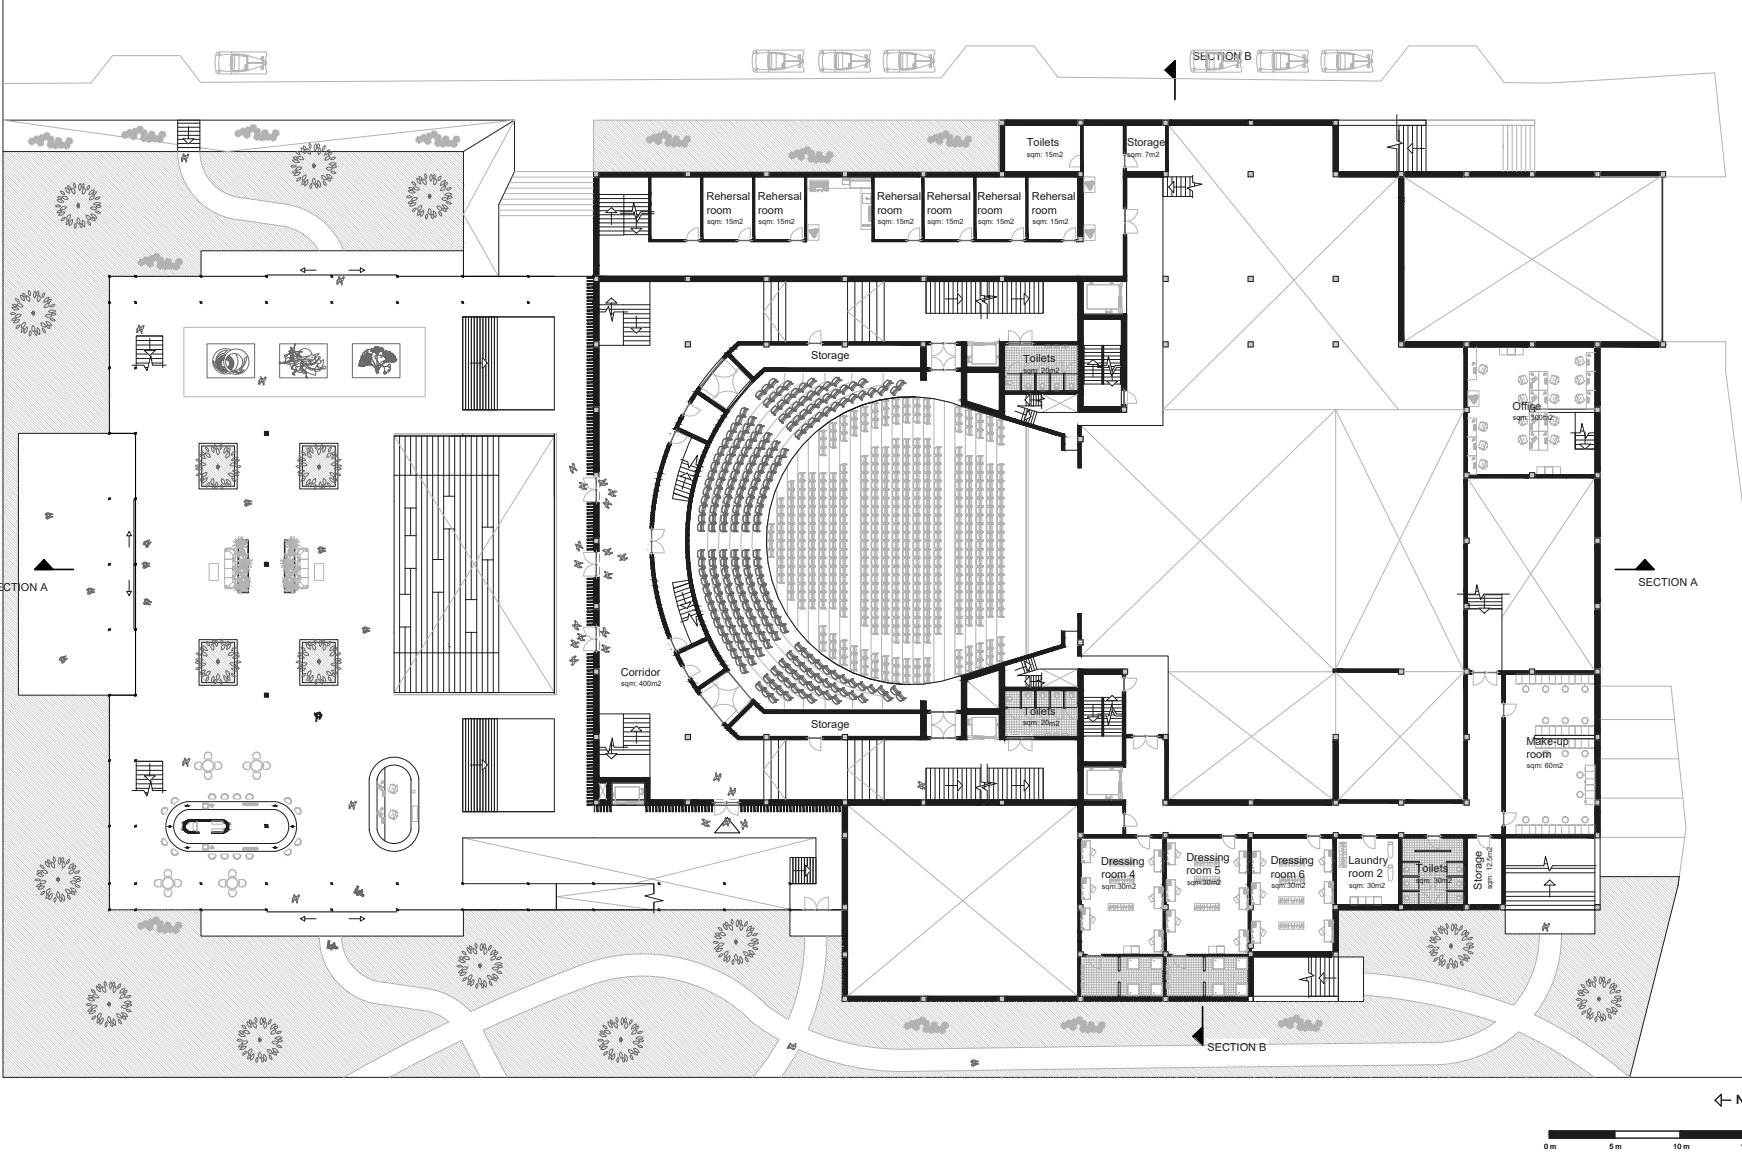 SECTION B
Toilets
sqm: 15m2
Storage
sqm: 7m2
Rehersal
room
sqm: 15m2
Rehersal
room
sqm: 15m2
Rehersal
room
sqm: 15m2
Rehersal
room
sqm: 15m2
Rehersal
room
sqm: 15m2
Rehersal
room
sqm: 15m2
Storage
Toilets
sqm: 20m2
Office
sqm: 100m2
SECTION A
ECTION A
Corridor
sqm: 400m2
Storage
Toilets
sqm: 20m2
Make-up
room
sqm: 60m2
Dressing
room 4
sqm:30m2
Dressing
room 5
sqm:30m2
Dressing
room 6
sqm:30m2
Laundry
room 2
sqm: 30m2
Toilets
sqm: 30m2
Storage
sqm: 12.5m2
SECTION B
N
0 m
5 m
10 m